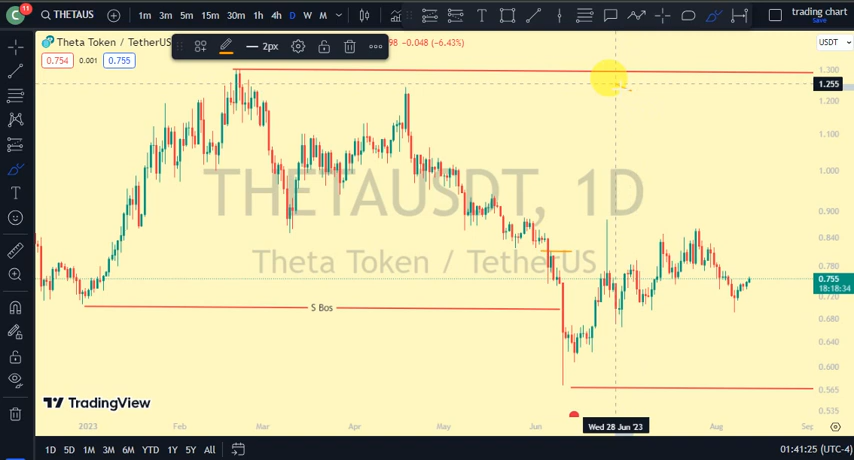 C
11
THETAUS
1m 3m 5m 15m 30m 1h 4h D W M
trading chart
Save
Theta Token / TetherUS
-0.048 (-6.43%)
2px
USDT
0.754 0.001 0.755
1.300
1.255
1.200
1.100
1.000
0.900
0.840
0.780
0.755
18:18:34
0.720
0.680
0.640
0.600
0.565
0.535
THETAUSDT, 1D
Theta Token / TetherUS
S Bos
TradingView
2023 Feb Mar Apr May Jun Wed 28 Jun '23 Aug Sep
1D 5D 1M 3M 6M YTD 1Y 5Y All
01:41:25 (UTC-4)